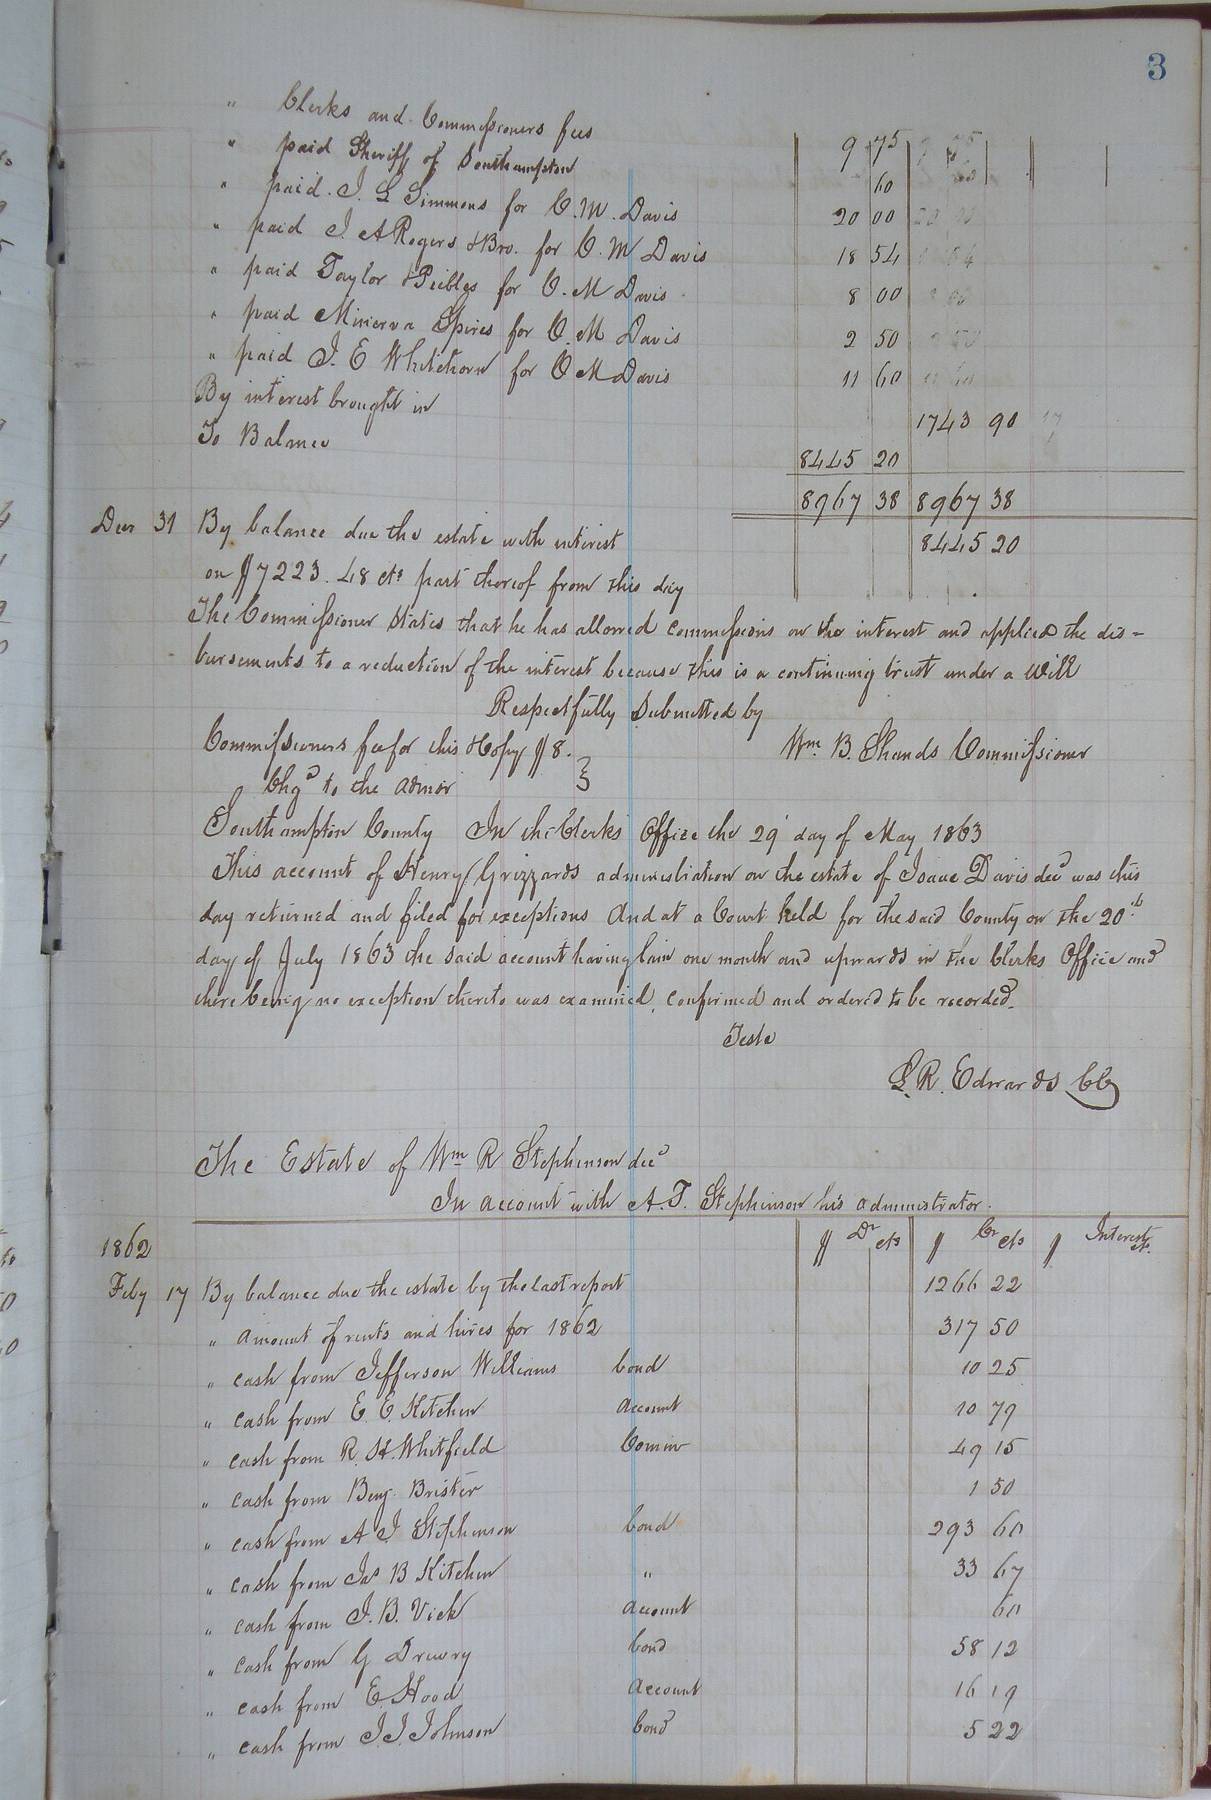 3
" Clerks and Commissioners fees 9 75
" paid Sheriff of Southampton 60
" paid J. L Simmons for C. M. Davis 20 00
" paid J. A Rogers & Bro. for C. M Davis 18 54
" paid Taylor & Peebles for C. M Davis 8 00
" paid Minerva Spires for C. M Davis 2 50
" paid J. E Whitehorn for C M Davis 11 60
By interest brought in 1743 90
To Balance 8445 20
8967 38 8967 38
Decr 31 By balance due the estate with interest 8445 20
on $7223.48 cts part thereof from this day
The Commissioner states that he has allowed commissions on the interest and applied the dis-
bursements to a reduction of the interest because this is a continuing trust under a Will
Respectfully Submitted by
Commissioners fee for this & Copy $8. Wm B. Shands Commissioner
Chgd to the admor
Southampton County In the Clerks Office the 29 day of May 1863
This account of Henry Grizzards administration on the estate of Isaac Davis decd was this
day returned and filed for exceptions And at a Court held for the said County on the 20th
day of July 1863 the said account having lain one month and upwards in the Clerks Office and
there being no exception thereto was examined, confirmed and ordered to be recorded.
Teste
L. R. Edwards CC
The Estate of Wm R Stephenson decd
In account with A. T. Stephenson his administrator.
1862 $ Dr cts $ Cr cts $ Interest ct.
Feby 17 By balance due the estate by the last report 1266 22
" amount of rents and hires for 1862 317 50
" cash from Jefferson Williams bond 10 25
" cash from E. E. Kitchen account 10 79
" cash from R. H. Whitfield 49 15
" cash from Benj. Brister 1 50
" cash from A J. Stephenson bond 293 60
" cash from Jas B Kitchen " 33 67
" cash from J. B. Vick account 60
" cash from G Drewry bond 58 12
" cash from E. Hood account 16 19
" cash from J. J. Johnson bond 5 22